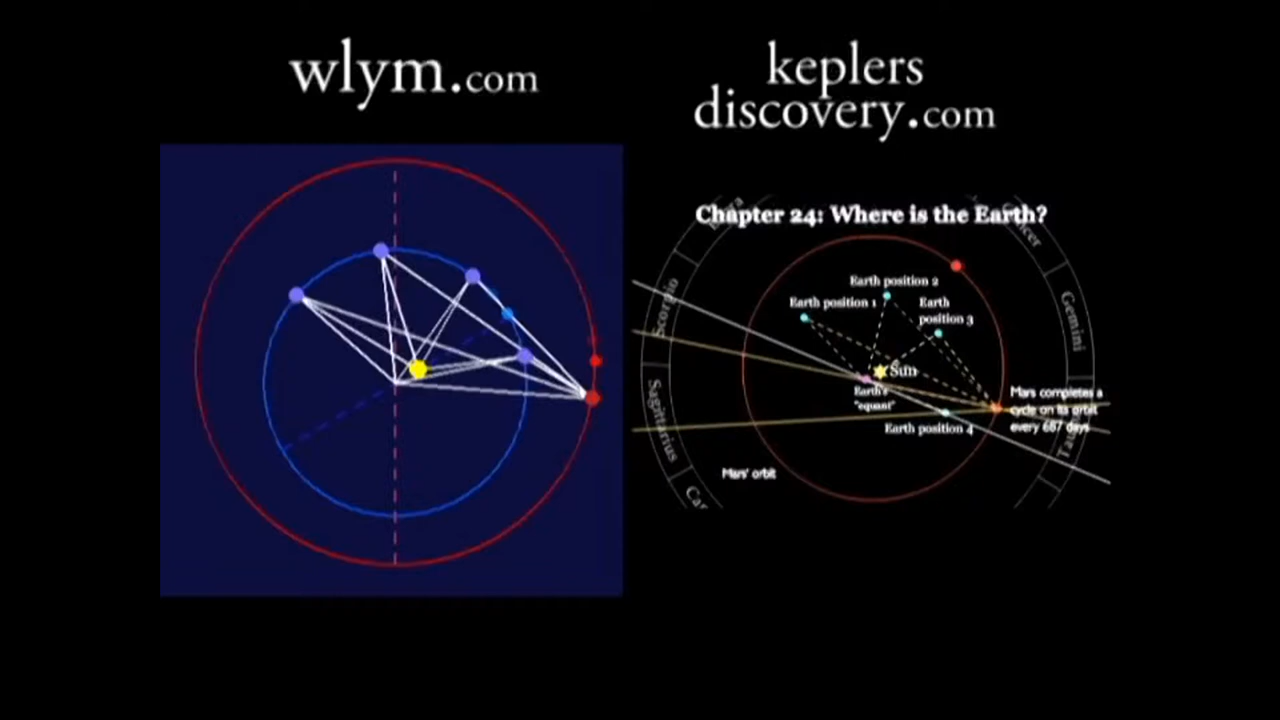 wlym.com
keplers
discovery.com
Chapter 24: Where is the Earth?
Scorpio
Sagittarius
Gemini
Earth position 2
Earth position 1
Earth
position 3
Sun
Earth's
"equant"
Earth position 4
Mars completes a
cycle on its orbit
every 687 days
Mars' orbit